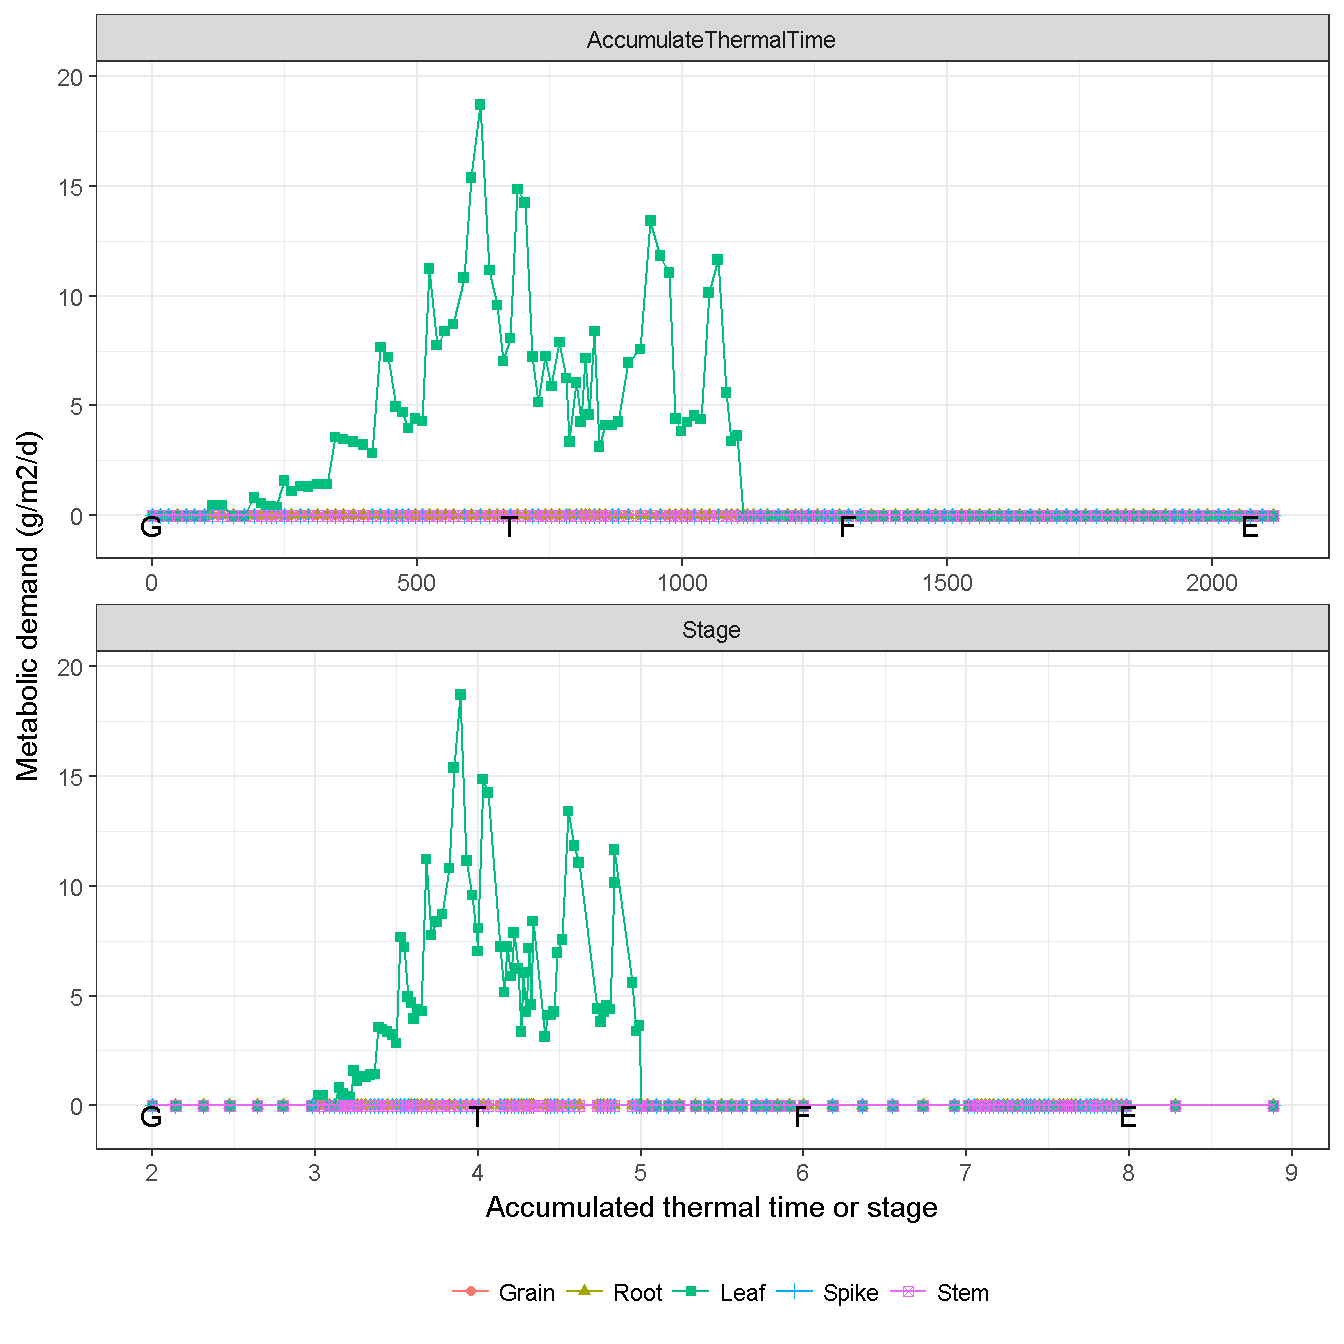 AccumulateThermalTime
20
15
10
5
0
G T F E
0 500 1000 1500 2000
Metabolic demand (g/m2/d)
Stage
20
15
10
5
0
G T F E
2 3 4 5 6 7 8 9
Accumulated thermal time or stage
Grain Root Leaf Spike Stem